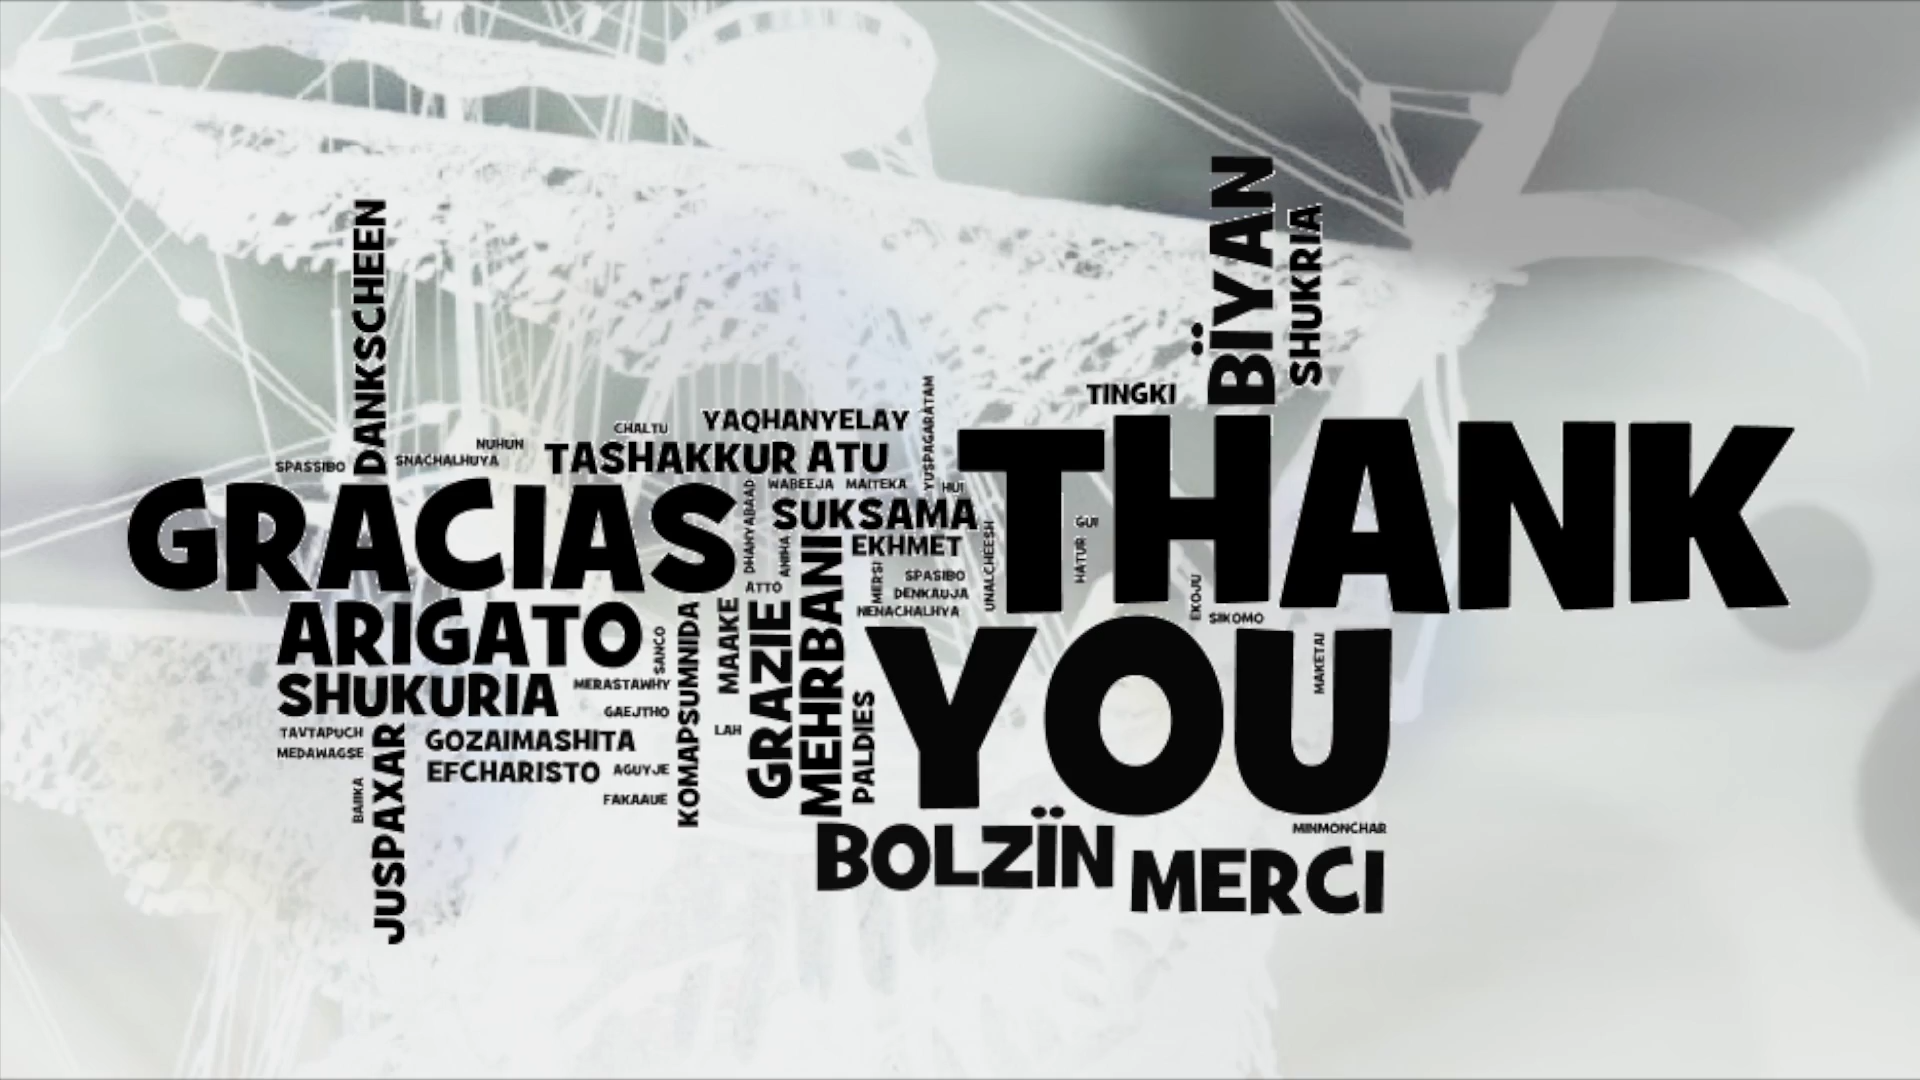 BÏYAN
SHUKRIA
DANKSCHEEN
TINGKI
YUSPAGARATAM
CHALTU
YAQHANYELAY
NUHUN
SPASSIBO
SNACHALHUYA
TASHAKKUR ATU
THANK
GRACIAS
DHANYABAAD
WABEEJA
MAITEKA
HUI
SUKSAMA
ANIHA
EKHMET
UNALCHEESH
GUI
HATUR
MERSI
SPASIBO
DENKAUJA
NENACHALHYA
ATTO
EKOJU
SIKOMO
ARIGATO
SANCO
KOMAPSUMNIDA
MAAKE
GRAZIE
MEHRBANI
YOU
MAKETAI
SHUKURIA
MERASTAWHY
GAEJTHO
PALDIES
LAH
TAVTAPUCH
MEDAWAGSE
JUSPAXAR
GOZAIMASHITA
EFCHARISTO
AGUYJE
BAIIKA
FAKAAUE
BOLZÏN
MERCI
MINMONCHAR